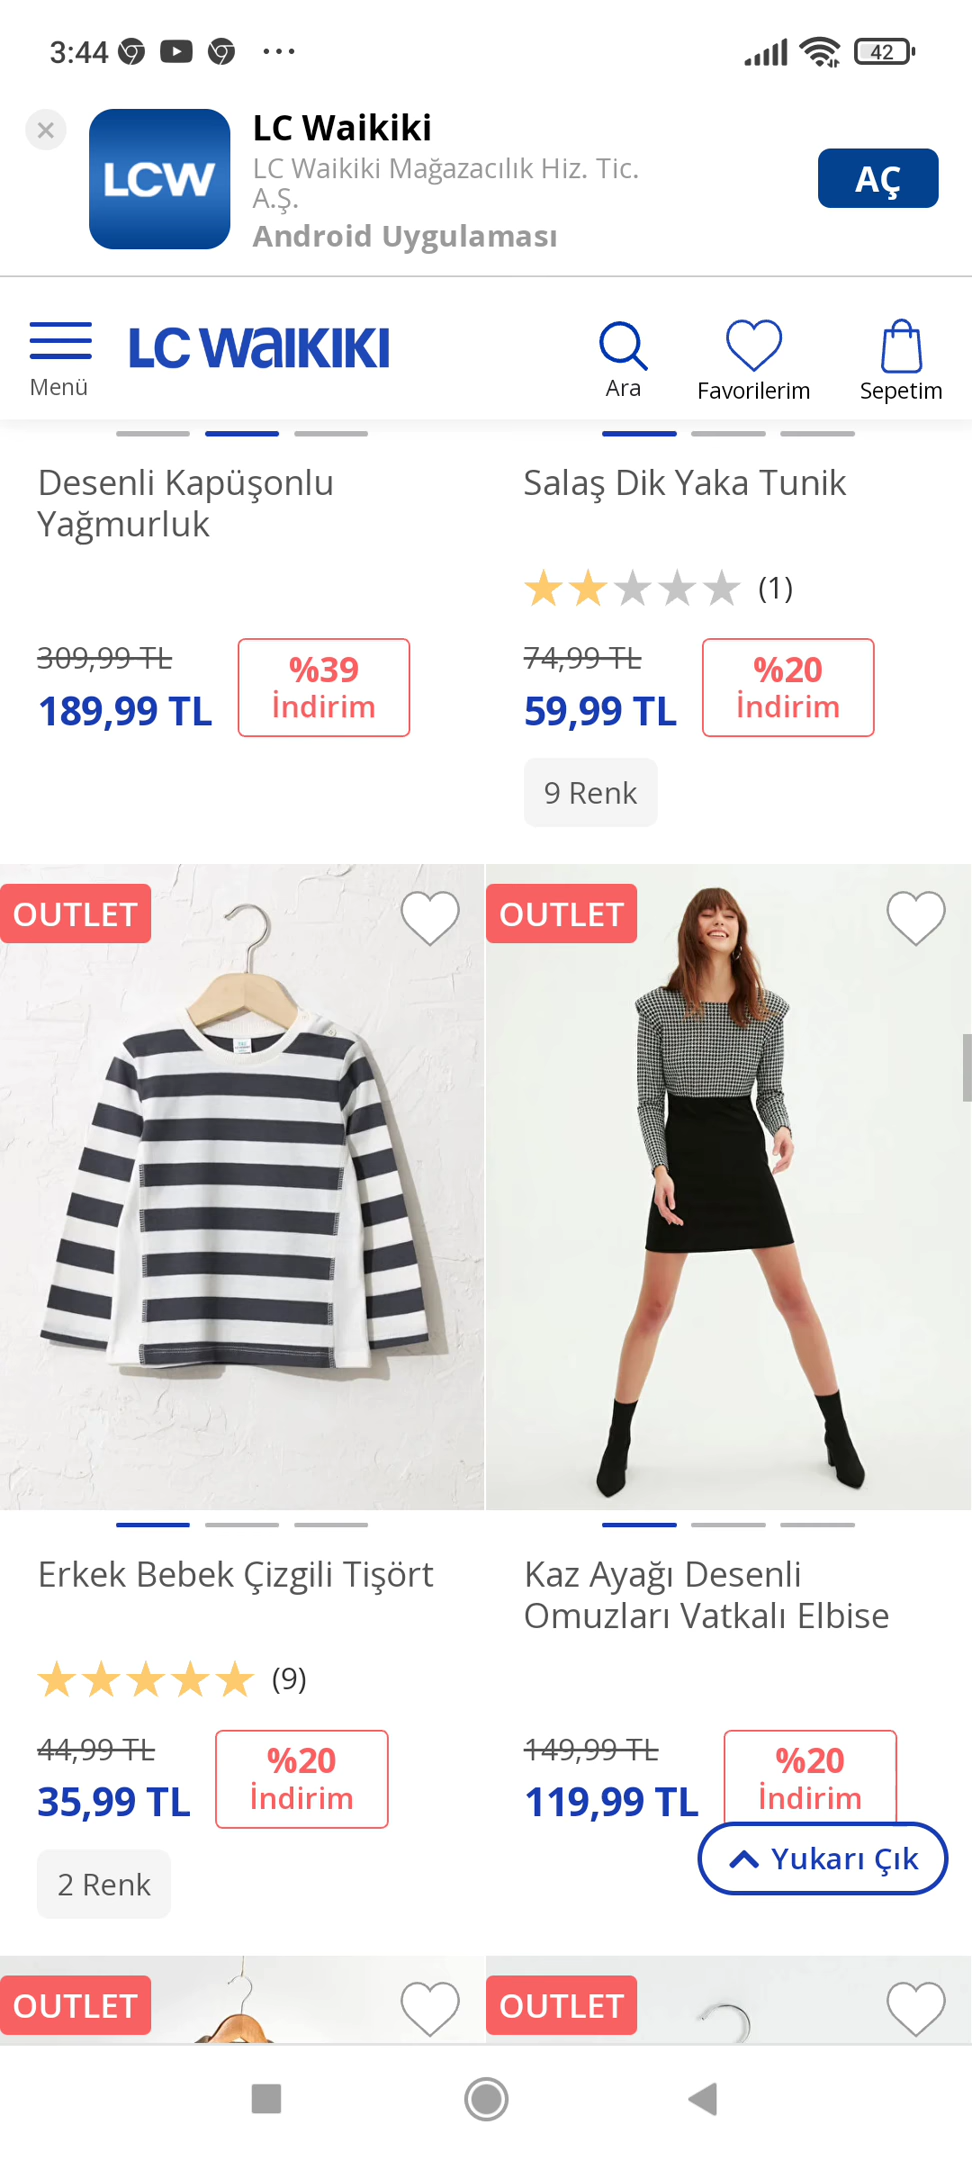 3:44
42
LCW
LC Waikiki
LC Waikiki Mağazacılık Hiz. Tic.
A.Ş.
Android Uygulaması
AÇ
Menü
LC WAIKIKI
Ara
Favorilerim
Sepetim
Desenli Kapüşonlu
Yağmurluk
309,99 TL
189,99 TL
%39
İndirim
Salaş Dik Yaka Tunik
(1)
74,99 TL
59,99 TL
%20
İndirim
9 Renk
OUTLET
OUTLET
Erkek Bebek Çizgili Tişört
(9)
44,99 TL
35,99 TL
%20
İndirim
2 Renk
Kaz Ayağı Desenli
Omuzları Vatkalı Elbise
149,99 TL
119,99 TL
%20
İndirim
Yukarı Çık
OUTLET
OUTLET